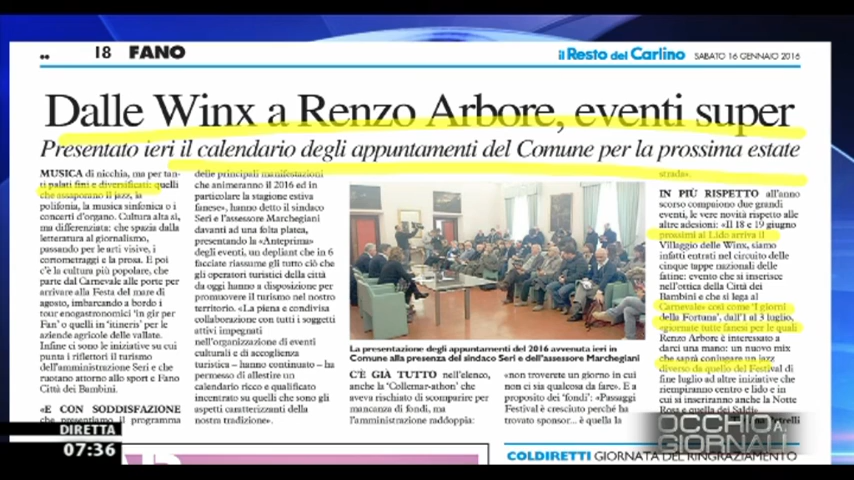 18 FANO
il Resto del Carlino SABATO 16 GENNAIO 2016
Dalle Winx a Renzo Arbore, eventi super
Presentato ieri il calendario degli appuntamenti del Comune per la prossima estate
MUSICA di nicchia, ma per tan-
ti palati fini e diversificati: quelli
che assaporano il jazz, la
polifonia, la musica sinfonica o i
concerti d'organo. Cultura alta sì,
ma differenziata: che spazia dalla
letteratura al giornalismo,
passando per le arti visive, i
cortometraggi e la prosa. E poi
c'è la cultura più popolare, che
parte dal Carnevale alle porte per
arrivare alla Festa del mare di
agosto, imbarcando a bordo i
tour enogastronomici 'in gir per
Fan' o quelli in 'itineris' per le
aziende agricole delle vallate.
Infine ci sono le iniziative su cui
punta i riflettori il turismo
dell'amministrazione Seri e che
ruotano attorno allo sport e Fano
Città dei Bambini.
«E CON SODDISFAZIONE
che presentiamo il programma
delle principali manifestazioni
che animeranno il 2016 ed in
particolare la stagione estiva
fanese», hanno detto il sindaco
Seri e l'assessore Marchegiani
davanti ad una folta platea,
presentando la «Anteprima»
degli eventi, un depliant che in 6
facciate riassume gli tutto ciò che
gli operatori turistici della città
da oggi hanno a disposizione per
promuovere il turismo nel nostro
territorio. «La piena e condivisa
collaborazione con tutti i soggetti
attivi impegnati
nell'organizzazione di eventi
culturali e di accoglienza
turistica – hanno continuato – ha
permesso di allestire un
calendario ricco e qualificato
incentrato su quelli che sono gli
aspetti caratterizzanti della
nostra tradizione».
La presentazione degli appuntamenti del 2016 avvenuta ieri in
Comune alla presenza del sindaco Seri e dell'assessore Marchegiani
C'È GIÀ TUTTO nell'elenco,
anche la 'Collemar-athon' che
aveva rischiato di scomparire per
mancanza di fondi, ma
l'amministrazione raddoppia:
«non troverete un giorno in cui
non ci sia qualcosa da fare». E a
proposito dei 'fondi': «Passaggi
Festival è cresciuto perché ha
trovato sponsor... è quella la
strada».
IN PIÙ RISPETTO all'anno
scorso compaiono due grandi
eventi, le vere novità rispetto alle
altre adesioni: «Il 18 e 19 giugno
prossimi al Lido arriva il
Villaggio delle Winx, siamo
infatti entrati nel circuito delle
cinque tappe nazionali delle
fatine: evento che si inserisce
nell'ottica della Città dei
Bambini e che si lega al
Carnevale» così come 'I giorni
della Fortuna', dall'1 al 3 luglio,
«giornate tutte fanesi per le quali
Renzo Arbore è interessato a
darci una mano: un nuovo mix
che saprà coniugare un jazz
diverso da quello del Festival di
fine luglio ad altre iniziative che
riempiranno centro e lido e in
cui si inseriranno anche la Notte
Rosa e quella dei Saldi»
DIRETTA
07:36
OCCHIO AI
GIORNALI
COLDIRETTI GIORNATA DEL RINGRAZIAMENTO